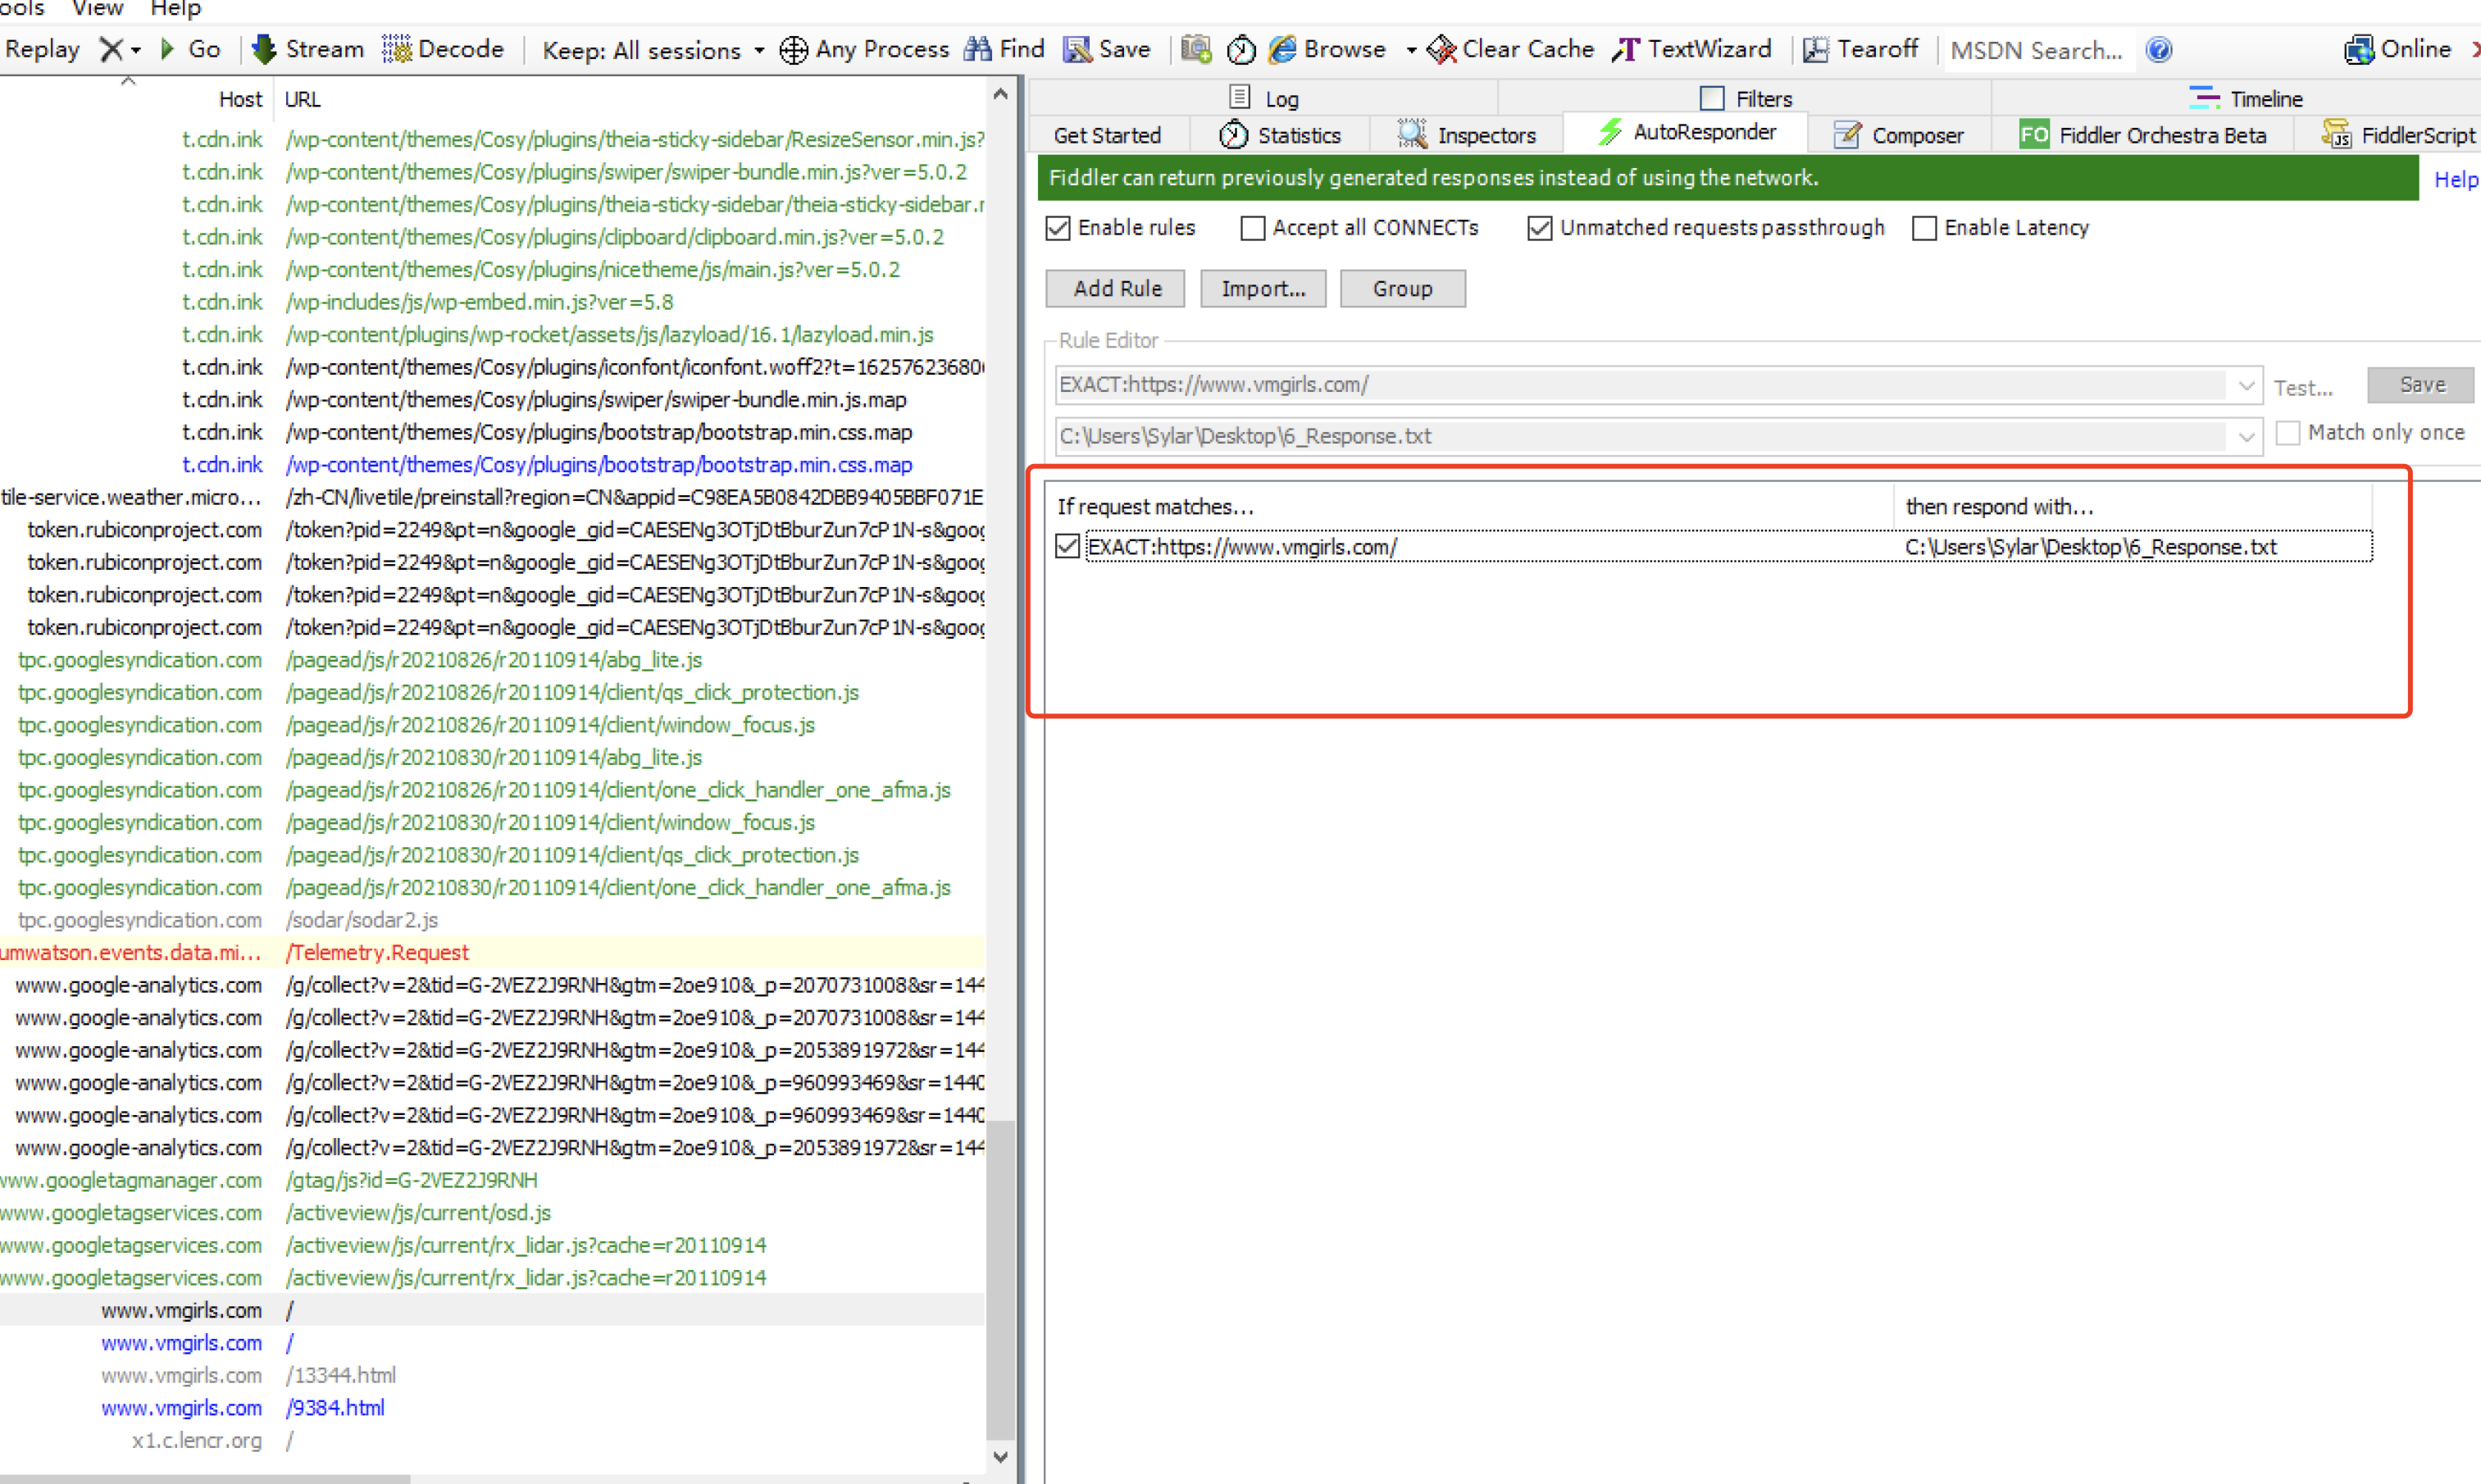 ools View Help
Replay Go Stream Decode Keep: All sessions Any Process Find Save Browse Clear Cache TextWizard Tearoff MSDN Search... Online
Host URL
t.cdn.ink /wp-content/themes/Cosy/plugins/theia-sticky-sidebar/ResizeSensor.min.js?
t.cdn.ink /wp-content/themes/Cosy/plugins/swiper/swiper-bundle.min.js?ver=5.0.2
t.cdn.ink /wp-content/themes/Cosy/plugins/theia-sticky-sidebar/theia-sticky-sidebar.r
t.cdn.ink /wp-content/themes/Cosy/plugins/clipboard/clipboard.min.js?ver=5.0.2
t.cdn.ink /wp-content/themes/Cosy/plugins/nicetheme/js/main.js?ver=5.0.2
t.cdn.ink /wp-includes/js/wp-embed.min.js?ver=5.8
t.cdn.ink /wp-content/plugins/wp-rocket/assets/js/lazyload/16.1/lazyload.min.js
t.cdn.ink /wp-content/themes/Cosy/plugins/iconfont/iconfont.woff2?t=16257623680
t.cdn.ink /wp-content/themes/Cosy/plugins/swiper/swiper-bundle.min.js.map
t.cdn.ink /wp-content/themes/Cosy/plugins/bootstrap/bootstrap.min.css.map
t.cdn.ink /wp-content/themes/Cosy/plugins/bootstrap/bootstrap.min.css.map
tile-service.weather.micro... /zh-CN/livetile/preinstall?region=CN&appid=C98EA5B0842DBB9405BBF071E
token.rubiconproject.com /token?pid=2249&pt=n&google_gid=CAESENg3OTjDtBburZun7cP1N-s&goog
token.rubiconproject.com /token?pid=2249&pt=n&google_gid=CAESENg3OTjDtBburZun7cP1N-s&goog
token.rubiconproject.com /token?pid=2249&pt=n&google_gid=CAESENg3OTjDtBburZun7cP1N-s&goog
token.rubiconproject.com /token?pid=2249&pt=n&google_gid=CAESENg3OTjDtBburZun7cP1N-s&goog
tpc.googlesyndication.com /pagead/js/r20210826/r20110914/abg_lite.js
tpc.googlesyndication.com /pagead/js/r20210826/r20110914/client/qs_click_protection.js
tpc.googlesyndication.com /pagead/js/r20210826/r20110914/client/window_focus.js
tpc.googlesyndication.com /pagead/js/r20210830/r20110914/abg_lite.js
tpc.googlesyndication.com /pagead/js/r20210826/r20110914/client/one_click_handler_one_afma.js
tpc.googlesyndication.com /pagead/js/r20210830/r20110914/client/window_focus.js
tpc.googlesyndication.com /pagead/js/r20210830/r20110914/client/qs_click_protection.js
tpc.googlesyndication.com /pagead/js/r20210830/r20110914/client/one_click_handler_one_afma.js
tpc.googlesyndication.com /sodar/sodar2.js
umwatson.events.data.mi... /Telemetry.Request
www.google-analytics.com /g/collect?v=2&tid=G-2VEZ2J9RNH&gtm=2oe910&_p=2070731008&sr=144
www.google-analytics.com /g/collect?v=2&tid=G-2VEZ2J9RNH&gtm=2oe910&_p=2070731008&sr=144
www.google-analytics.com /g/collect?v=2&tid=G-2VEZ2J9RNH&gtm=2oe910&_p=2053891972&sr=144
www.google-analytics.com /g/collect?v=2&tid=G-2VEZ2J9RNH&gtm=2oe910&_p=960993469&sr=1440
www.google-analytics.com /g/collect?v=2&tid=G-2VEZ2J9RNH&gtm=2oe910&_p=960993469&sr=1440
www.google-analytics.com /g/collect?v=2&tid=G-2VEZ2J9RNH&gtm=2oe910&_p=2053891972&sr=144
www.googletagmanager.com /gtag/js?id=G-2VEZ2J9RNH
www.googletagservices.com /activeview/js/current/osd.js
www.googletagservices.com /activeview/js/current/rx_lidar.js?cache=r20110914
www.googletagservices.com /activeview/js/current/rx_lidar.js?cache=r20110914
www.vmgirls.com /
www.vmgirls.com /
www.vmgirls.com /13344.html
www.vmgirls.com /9384.html
x1.c.lencr.org /
Log Filters Timeline
Get Started Statistics Inspectors AutoResponder Composer FO Fiddler Orchestra Beta JS FiddlerScript
Fiddler can return previously generated responses instead of using the network. Help
Enable rules Accept all CONNECTs Unmatched requests passthrough Enable Latency
Add Rule Import... Group
Rule Editor
EXACT:https://www.vmgirls.com/ Test... Save
C:\Users\Sylar\Desktop\6_Response.txt Match only once
If request matches... then respond with...
EXACT:https://www.vmgirls.com/ C:\Users\Sylar\Desktop\6_Response.txt